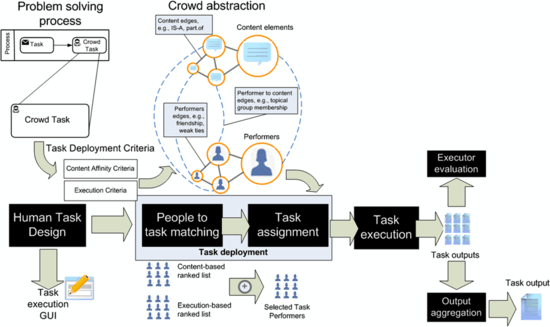 Problem solving
process
Crowd abstraction
Process
Task
Crowd
Task
Content edges,
e.g., IS-A, part.of
Content elements
Crowd Task
Performers
edges, e.g.,
friendship,
weak ties
Performer to content
edges, e.g., topical
group membership
Performers
Task Deployment Criteria
Content Affinity Criteria
Execution Criteria
Executor
evaluation
Human Task
Design
People to
task matching
Task
assignment
Task
execution
Task deployment
Task outputs
Task
execution
GUI
Content-based
ranked list
Execution-based
ranked list
Selected Task
Performers
Output
aggregation
Task output